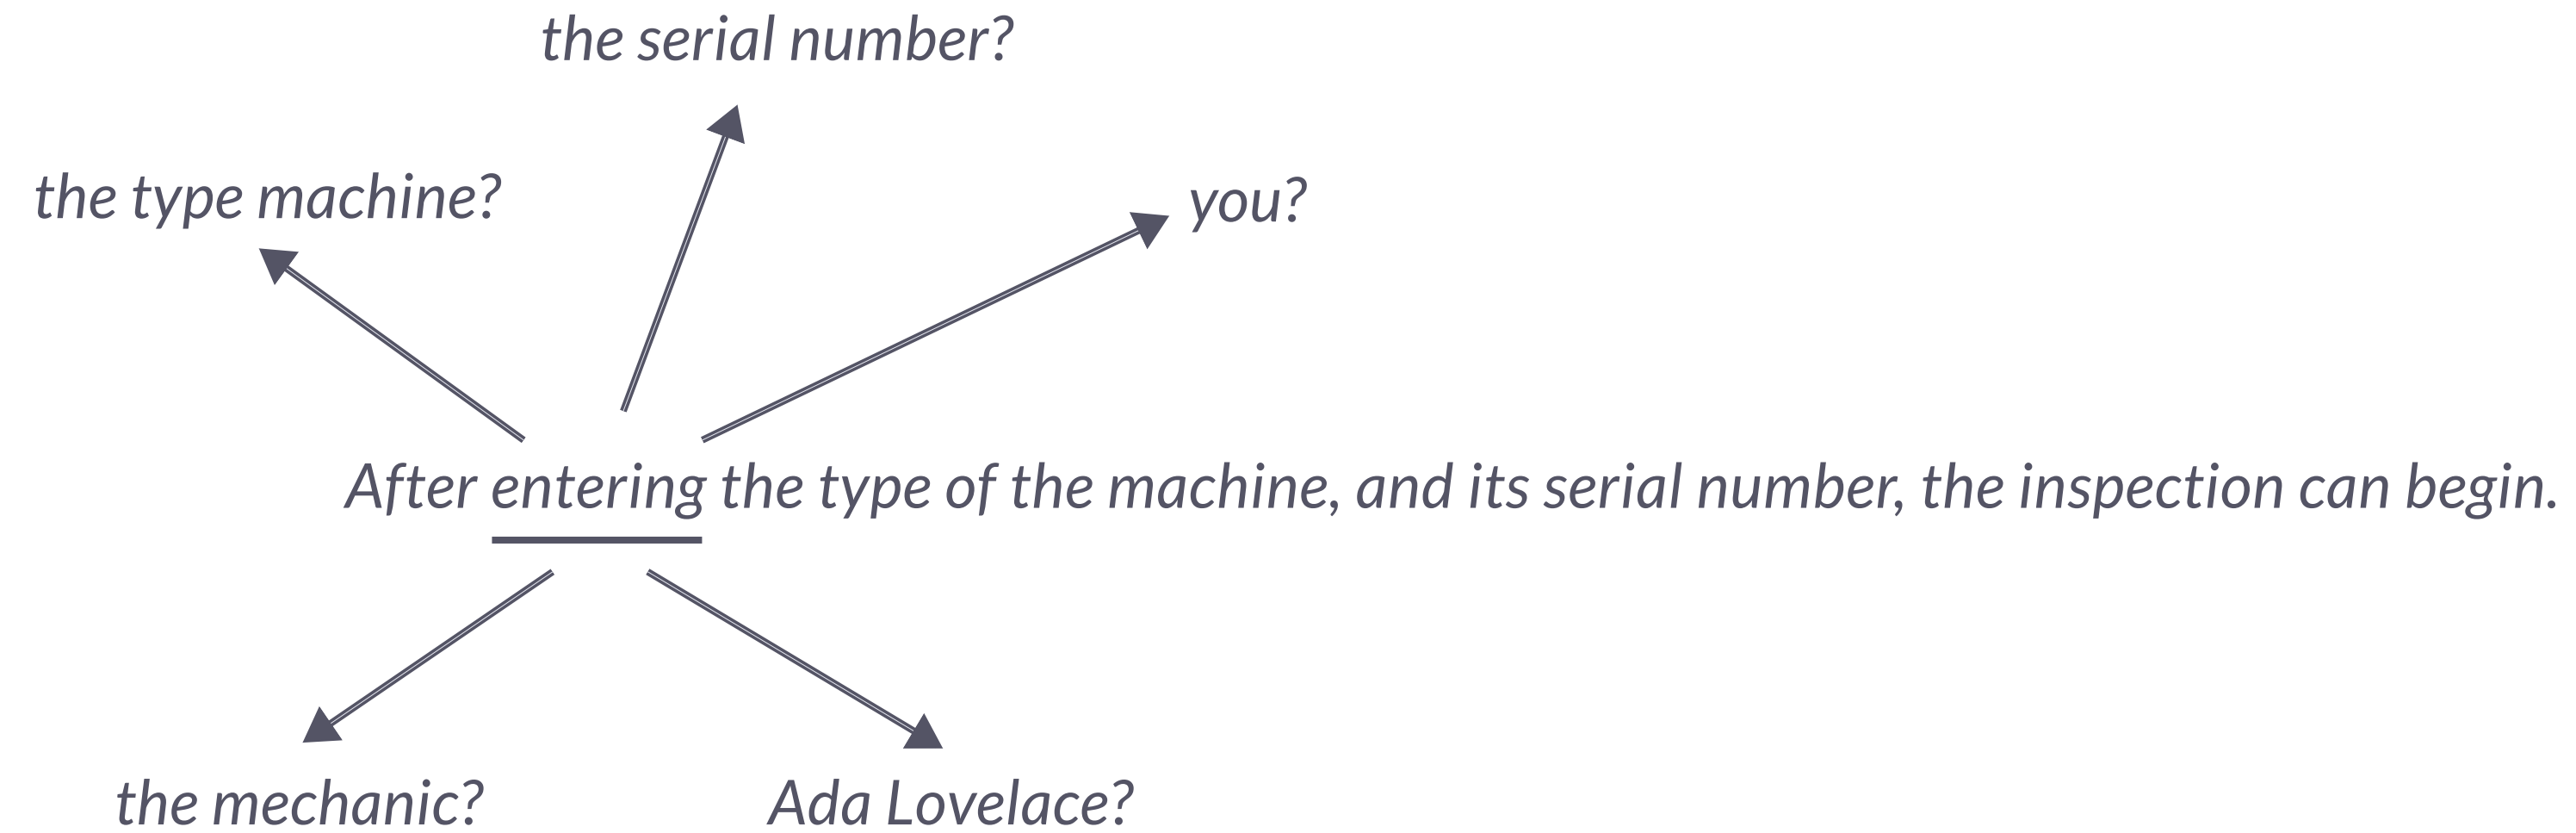 the serial number?
the type machine?
you?
After entering the type of the machine, and its serial number, the inspection can begin.
the mechanic?
Ada Lovelace?